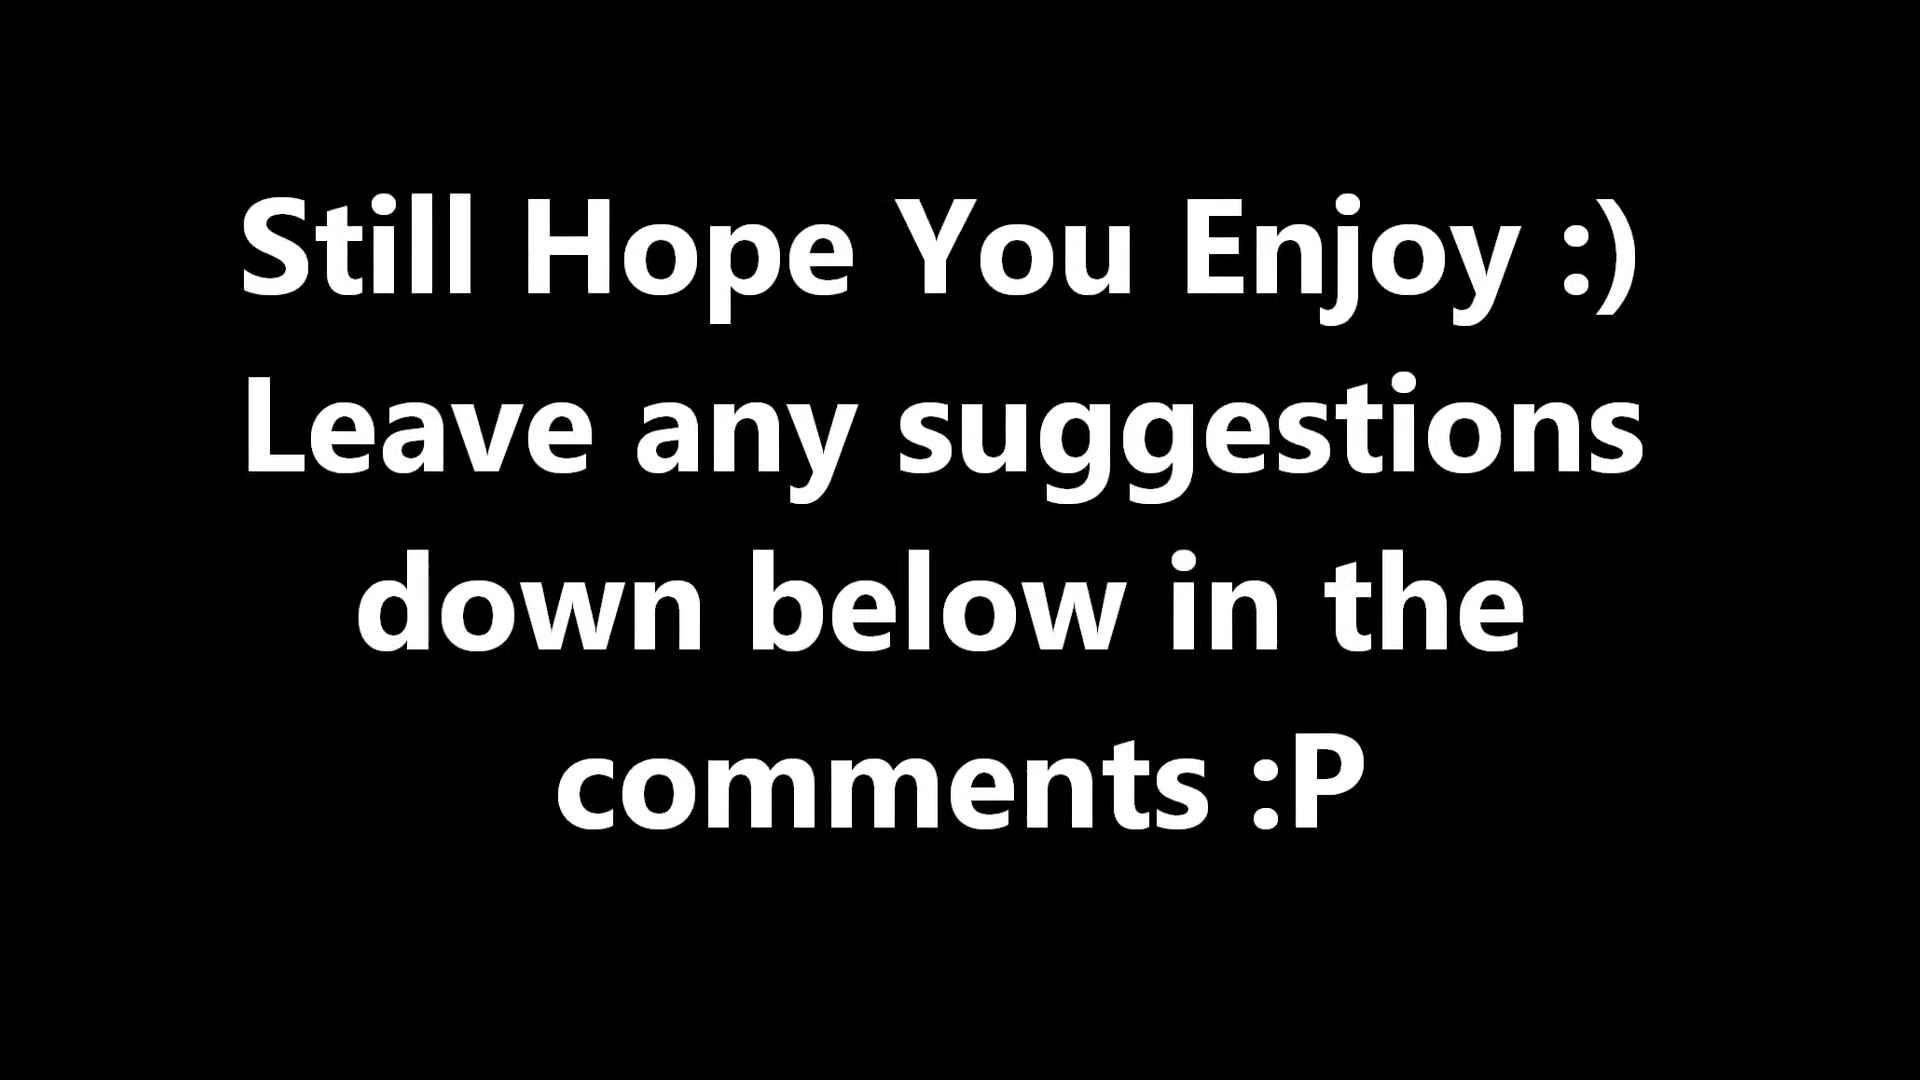 Still Hope You Enjoy :)
Leave any suggestions
down below in the
comments :P